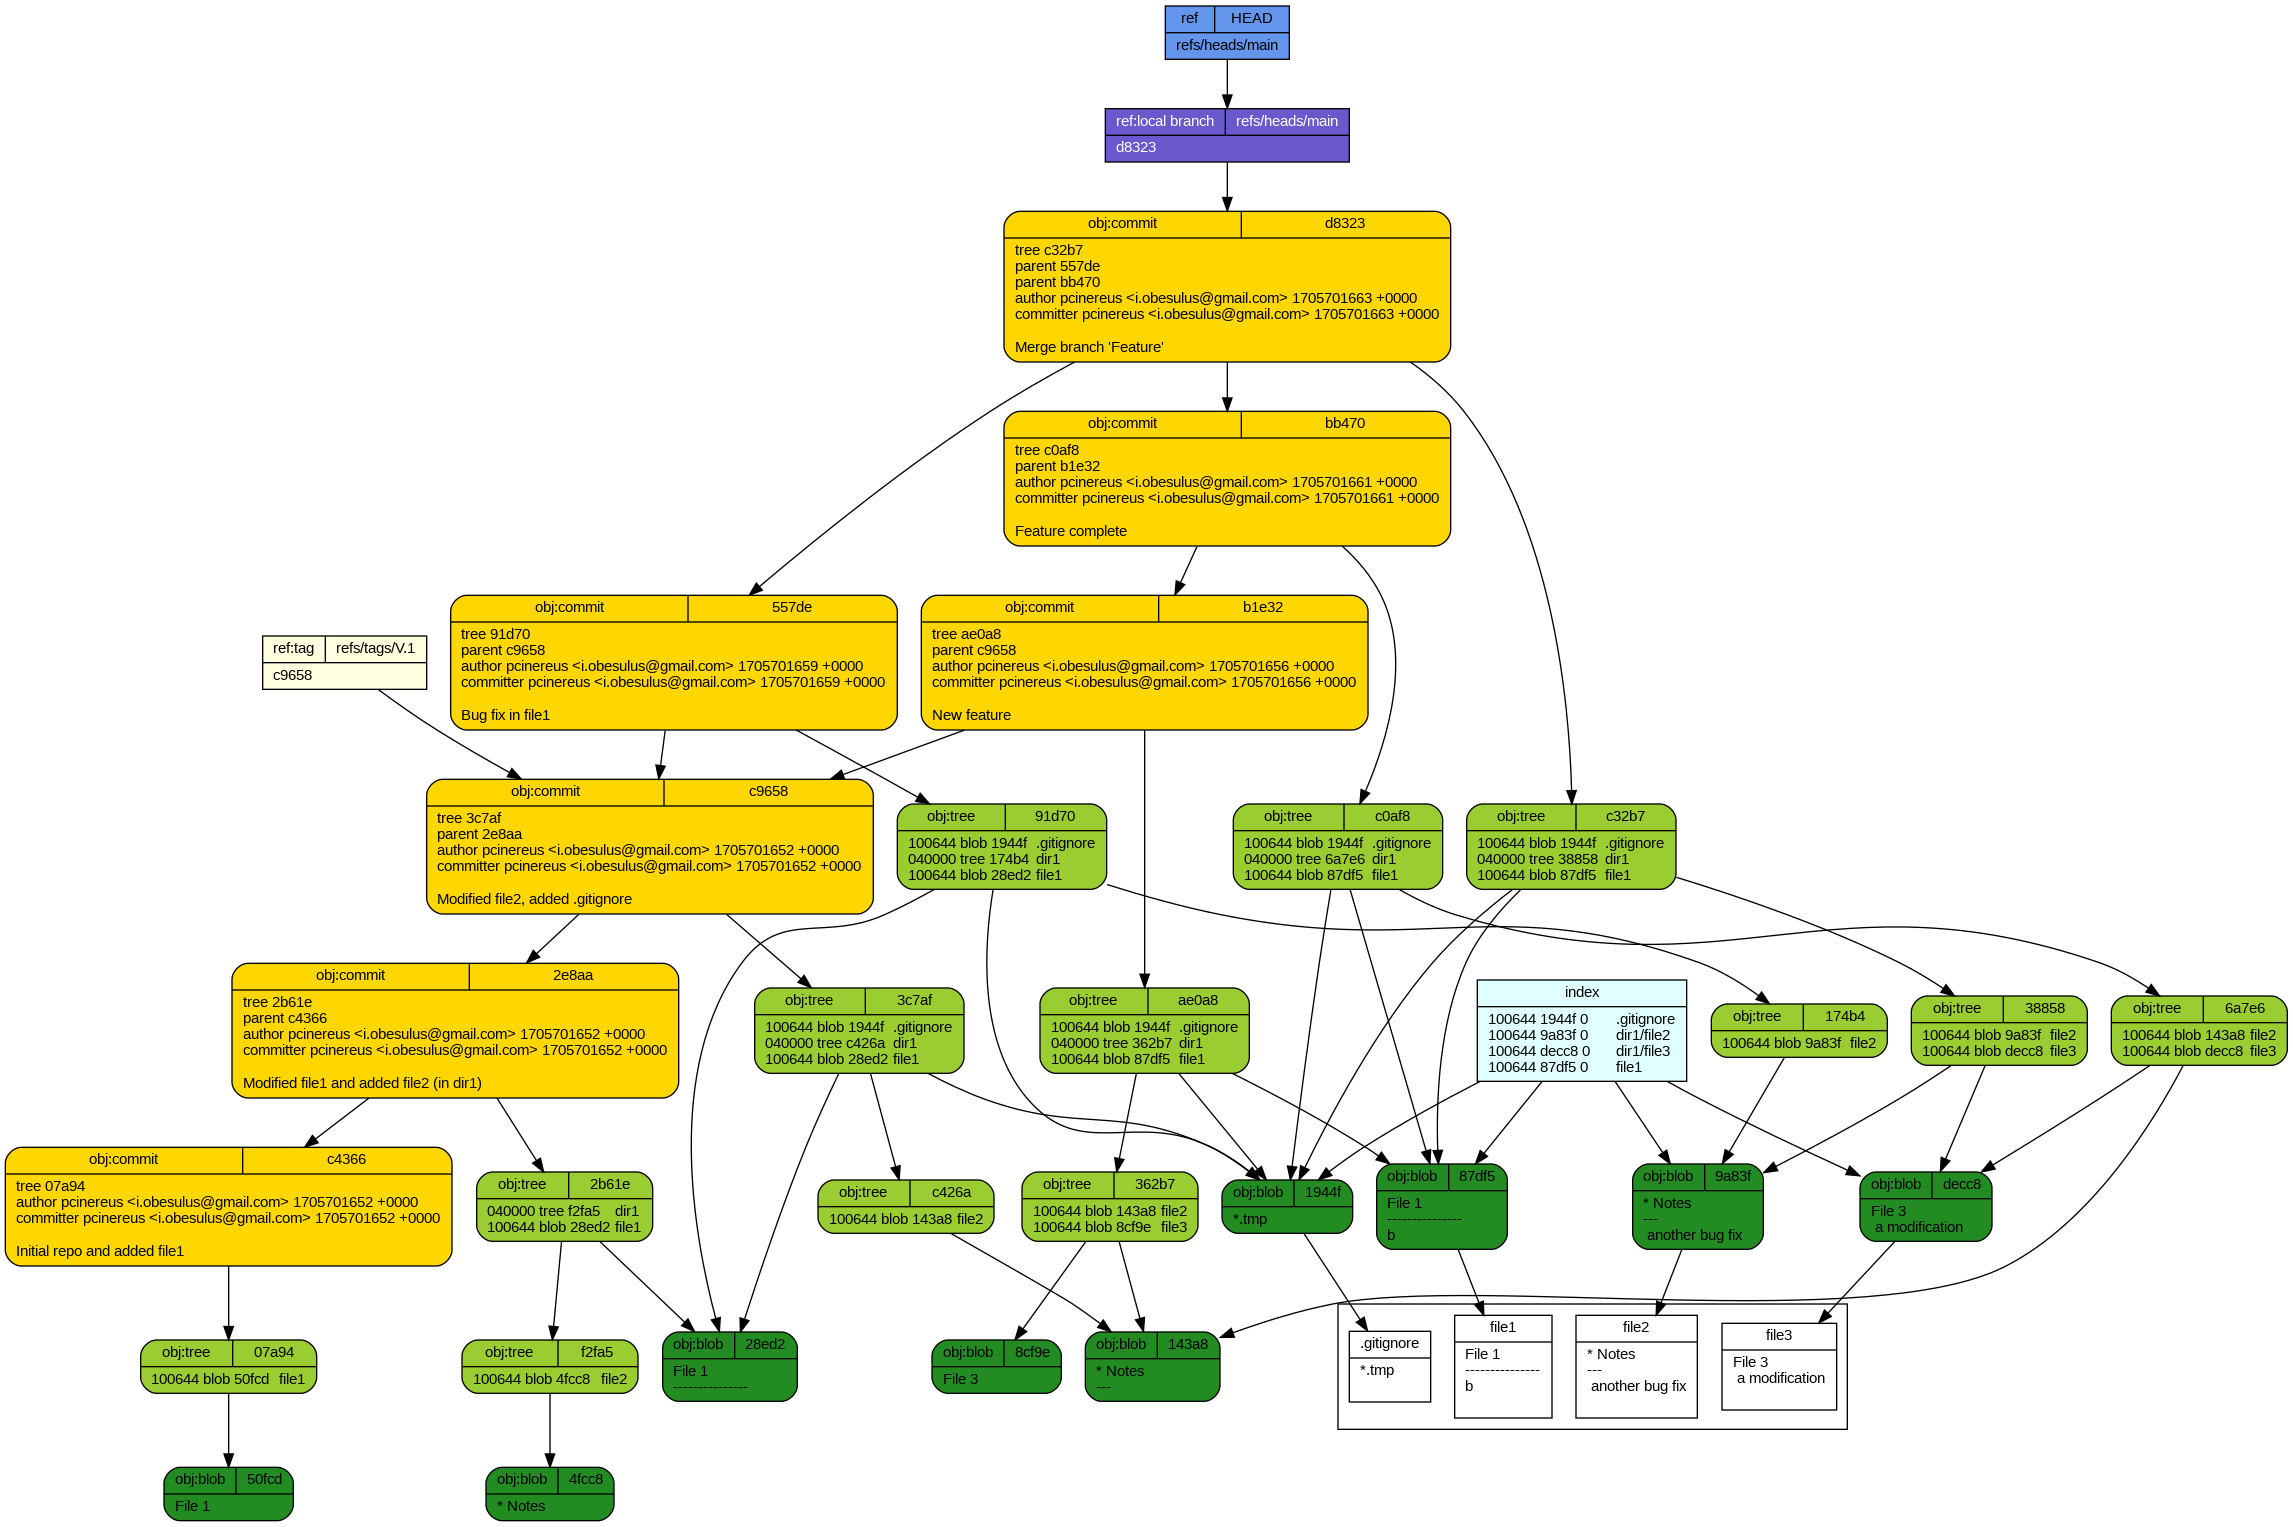 ref HEAD
refs/heads/main
ref:local branch refs/heads/main
d8323
obj:commit d8323
tree c32b7
parent 557de
parent bb470
author pcinereus <i.obesulus@gmail.com> 1705701663 +0000
committer pcinereus <i.obesulus@gmail.com> 1705701663 +0000
Merge branch 'Feature'
obj:commit bb470
tree c0af8
parent b1e32
author pcinereus <i.obesulus@gmail.com> 1705701661 +0000
committer pcinereus <i.obesulus@gmail.com> 1705701661 +0000
Feature complete
obj:commit 557de
tree 91d70
parent c9658
author pcinereus <i.obesulus@gmail.com> 1705701659 +0000
committer pcinereus <i.obesulus@gmail.com> 1705701659 +0000
Bug fix in file1
obj:commit b1e32
tree ae0a8
parent c9658
author pcinereus <i.obesulus@gmail.com> 1705701656 +0000
committer pcinereus <i.obesulus@gmail.com> 1705701656 +0000
New feature
ref:tag refs/tags/V.1
c9658
obj:commit c9658
tree 3c7af
parent 2e8aa
author pcinereus <i.obesulus@gmail.com> 1705701652 +0000
committer pcinereus <i.obesulus@gmail.com> 1705701652 +0000
Modified file2, added .gitignore
obj:tree 91d70
100644 blob 1944f .gitignore
040000 tree 174b4 dir1
100644 blob 28ed2 file1
obj:tree c0af8
100644 blob 1944f .gitignore
040000 tree 6a7e6 dir1
100644 blob 87df5 file1
obj:tree c32b7
100644 blob 1944f .gitignore
040000 tree 38858 dir1
100644 blob 87df5 file1
obj:commit 2e8aa
tree 2b61e
parent c4366
author pcinereus <i.obesulus@gmail.com> 1705701652 +0000
committer pcinereus <i.obesulus@gmail.com> 1705701652 +0000
Modified file1 and added file2 (in dir1)
obj:tree 3c7af
100644 blob 1944f .gitignore
040000 tree c426a dir1
100644 blob 28ed2 file1
obj:tree ae0a8
100644 blob 1944f .gitignore
040000 tree 362b7 dir1
100644 blob 87df5 file1
index
100644 1944f 0 .gitignore
100644 9a83f 0 dir1/file2
100644 decc8 0 dir1/file3
100644 87df5 0 file1
obj:tree 174b4
100644 blob 9a83f file2
obj:tree 38858
100644 blob 9a83f file2
100644 blob decc8 file3
obj:tree 6a7e6
100644 blob 143a8 file2
100644 blob decc8 file3
obj:commit c4366
tree 07a94
author pcinereus <i.obesulus@gmail.com> 1705701652 +0000
committer pcinereus <i.obesulus@gmail.com> 1705701652 +0000
Initial repo and added file1
obj:tree 2b61e
040000 tree f2fa5 dir1
100644 blob 28ed2 file1
obj:tree c426a
100644 blob 143a8 file2
obj:tree 362b7
100644 blob 143a8 file2
100644 blob 8cf9e file3
obj:blob 1944f
*.tmp
obj:blob 87df5
File 1
---------------
b
obj:blob 9a83f
* Notes
---
another bug fix
obj:blob decc8
File 3
a modification
obj:tree 07a94
100644 blob 50fcd file1
obj:tree f2fa5
100644 blob 4fcc8 file2
obj:blob 28ed2
File 1
---------------
obj:blob 8cf9e
File 3
obj:blob 143a8
* Notes
---
.gitignore
*.tmp
file1
File 1
---------------
b
file2
* Notes
---
another bug fix
file3
File 3
a modification
obj:blob 50fcd
File 1
obj:blob 4fcc8
* Notes